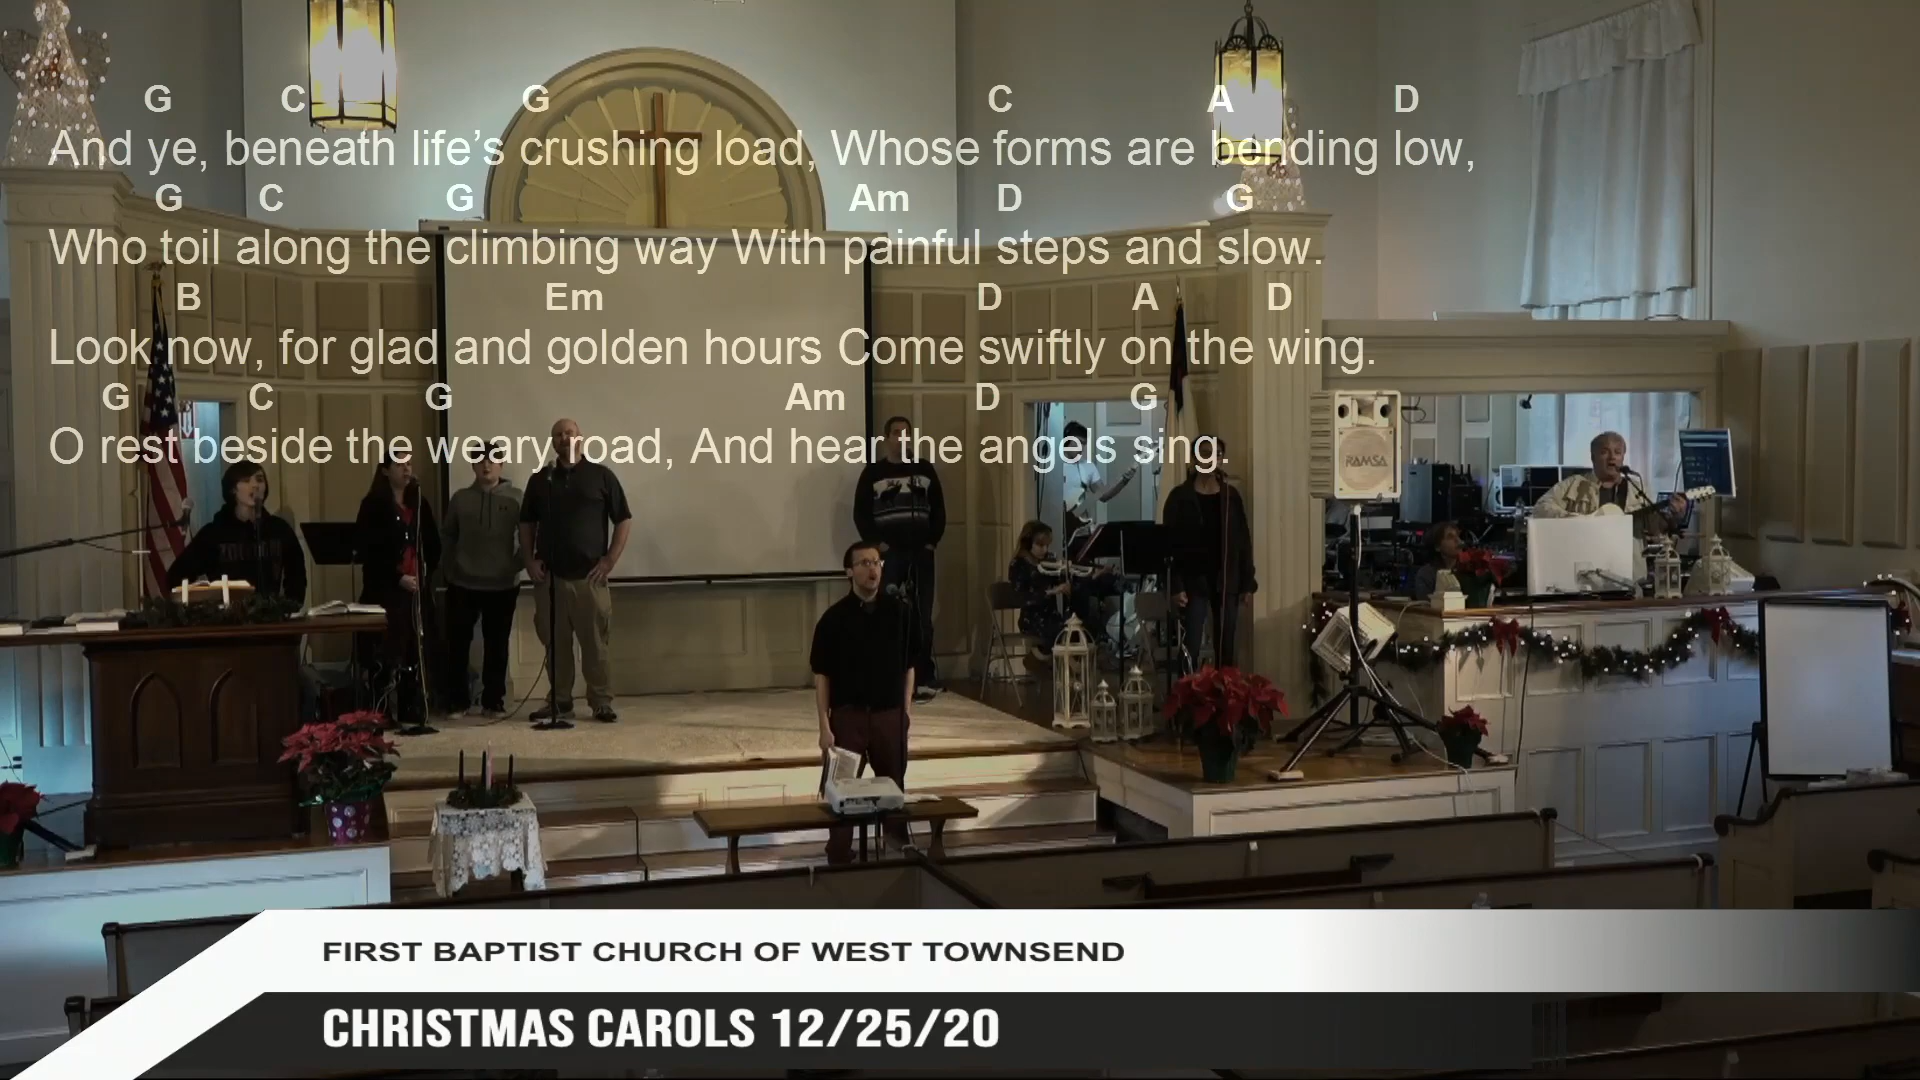 G C G C A D
And ye, beneath life’s crushing load, Whose forms are bending low,
G C G Am D G
Who toil along the climbing way With painful steps and slow.
B Em D A D
Look now, for glad and golden hours Come swiftly on the wing.
G C G Am D G
O rest beside the weary road, And hear the angels sing.
RAMSA
FIRST BAPTIST CHURCH OF WEST TOWNSEND
CHRISTMAS CAROLS 12/25/20